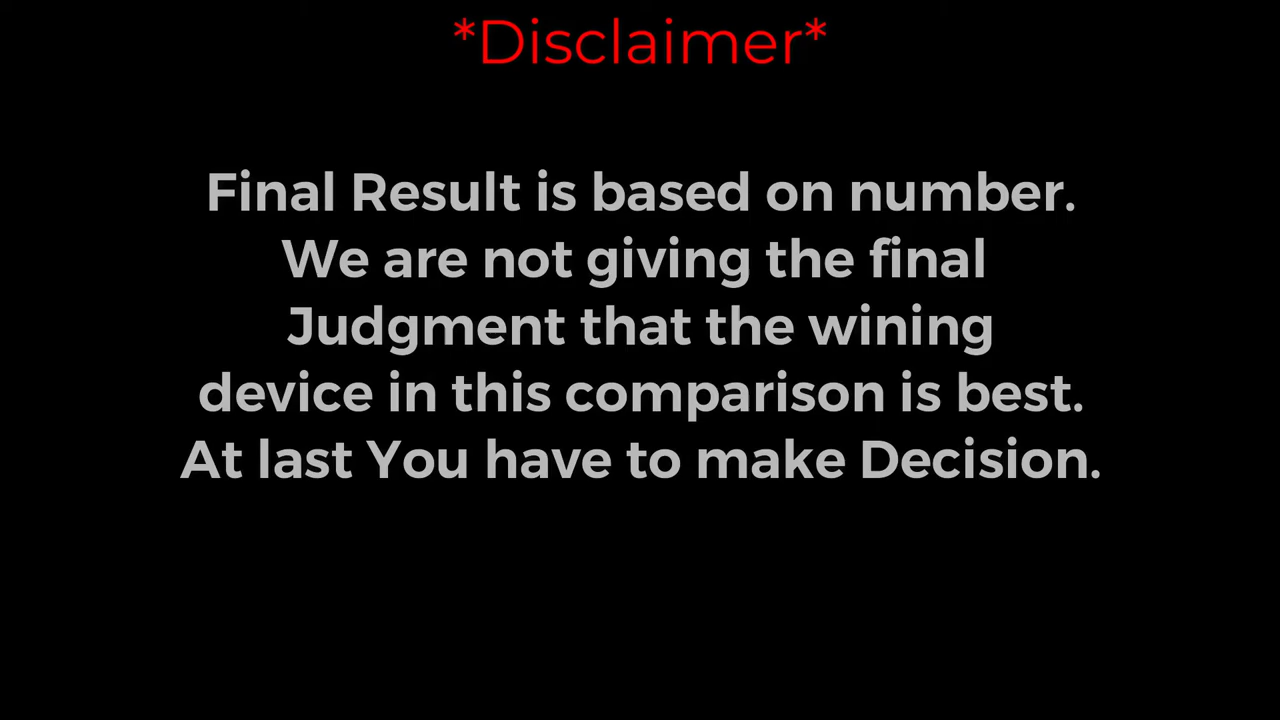 *Disclaimer*
Final Result is based on number.
We are not giving the final
Judgment that the wining
device in this comparison is best.
At last You have to make Decision.